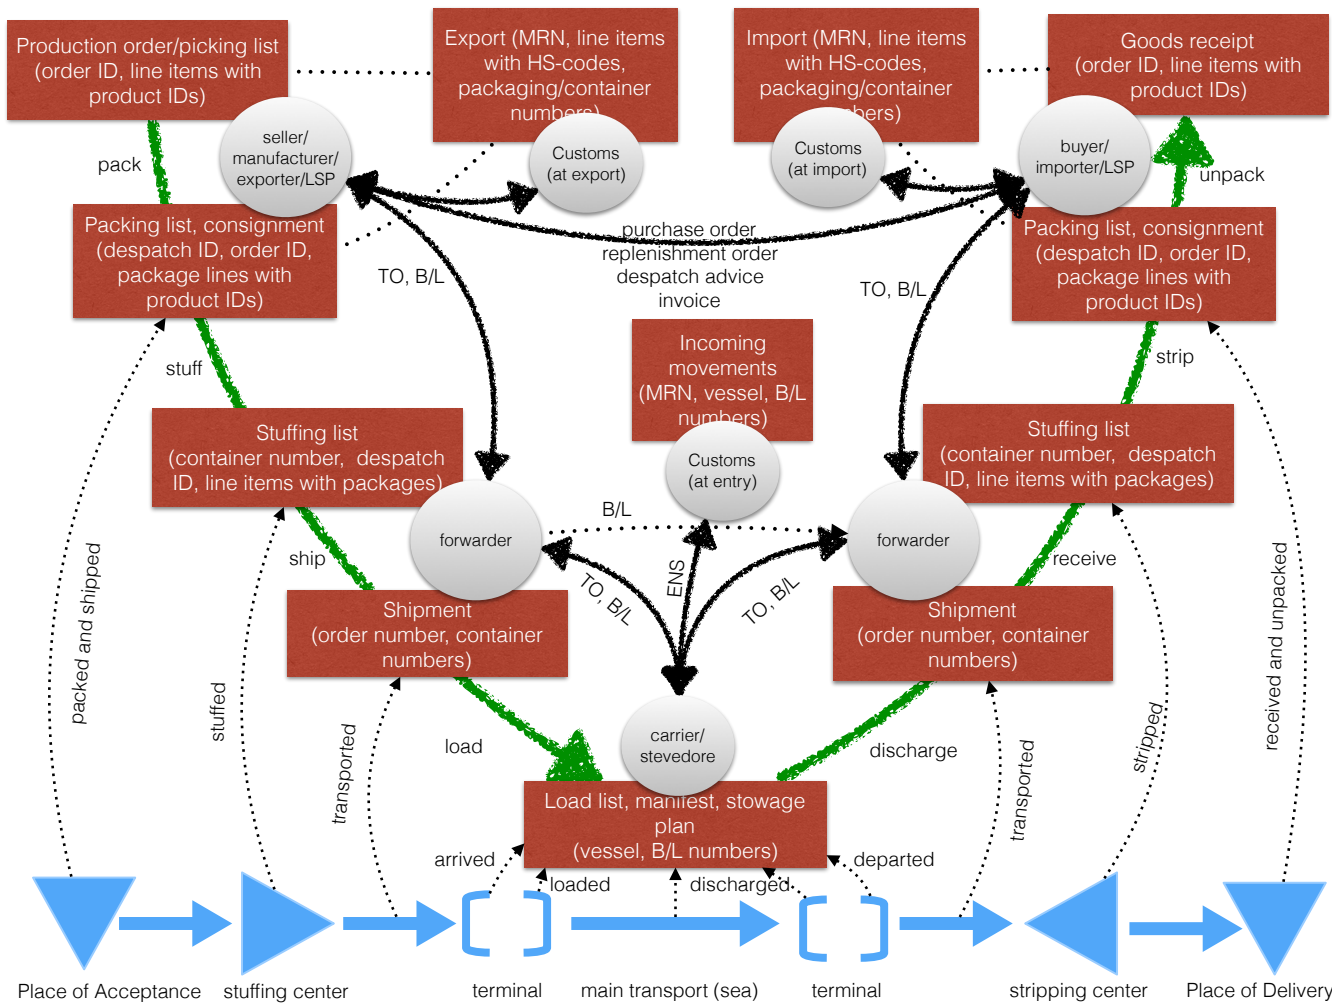 Production order/picking list
(order ID, line items with
product IDs)
Export (MRN, line items
with HS-codes,
packaging/container
numbers)
Import (MRN, line items
with HS-codes,
packaging/container
numbers)
Goods receipt
(order ID, line items with
product IDs)
seller/
manufacturer/
exporter/LSP
Customs
(at export)
Customs
(at import)
buyer/
importer/LSP
pack
unpack
Packing list, consignment
(despatch ID, order ID,
package lines with
product IDs)
purchase order
replenishment order
despatch advice
invoice
Packing list, consignment
(despatch ID, order ID,
package lines with
product IDs)
TO, B/L
TO, B/L
stuff
strip
Incoming
movements
(MRN, vessel, B/L
numbers)
Customs
(at entry)
Stuffing list
(container number, despatch
ID, line items with packages)
Stuffing list
(container number, despatch
ID, line items with packages)
forwarder
B/L
forwarder
ship
receive
TO, B/L
ENS
TO, B/L
Shipment
(order number, container
numbers)
Shipment
(order number, container
numbers)
packed and shipped
stuffed
transported
load
carrier/
stevedore
discharge
transported
stripped
received and unpacked
Load list, manifest, stowage
plan
(vessel, B/L numbers)
arrived
loaded
discharged
departed
Place of Acceptance
stuffing center
terminal
main transport (sea)
terminal
stripping center
Place of Delivery